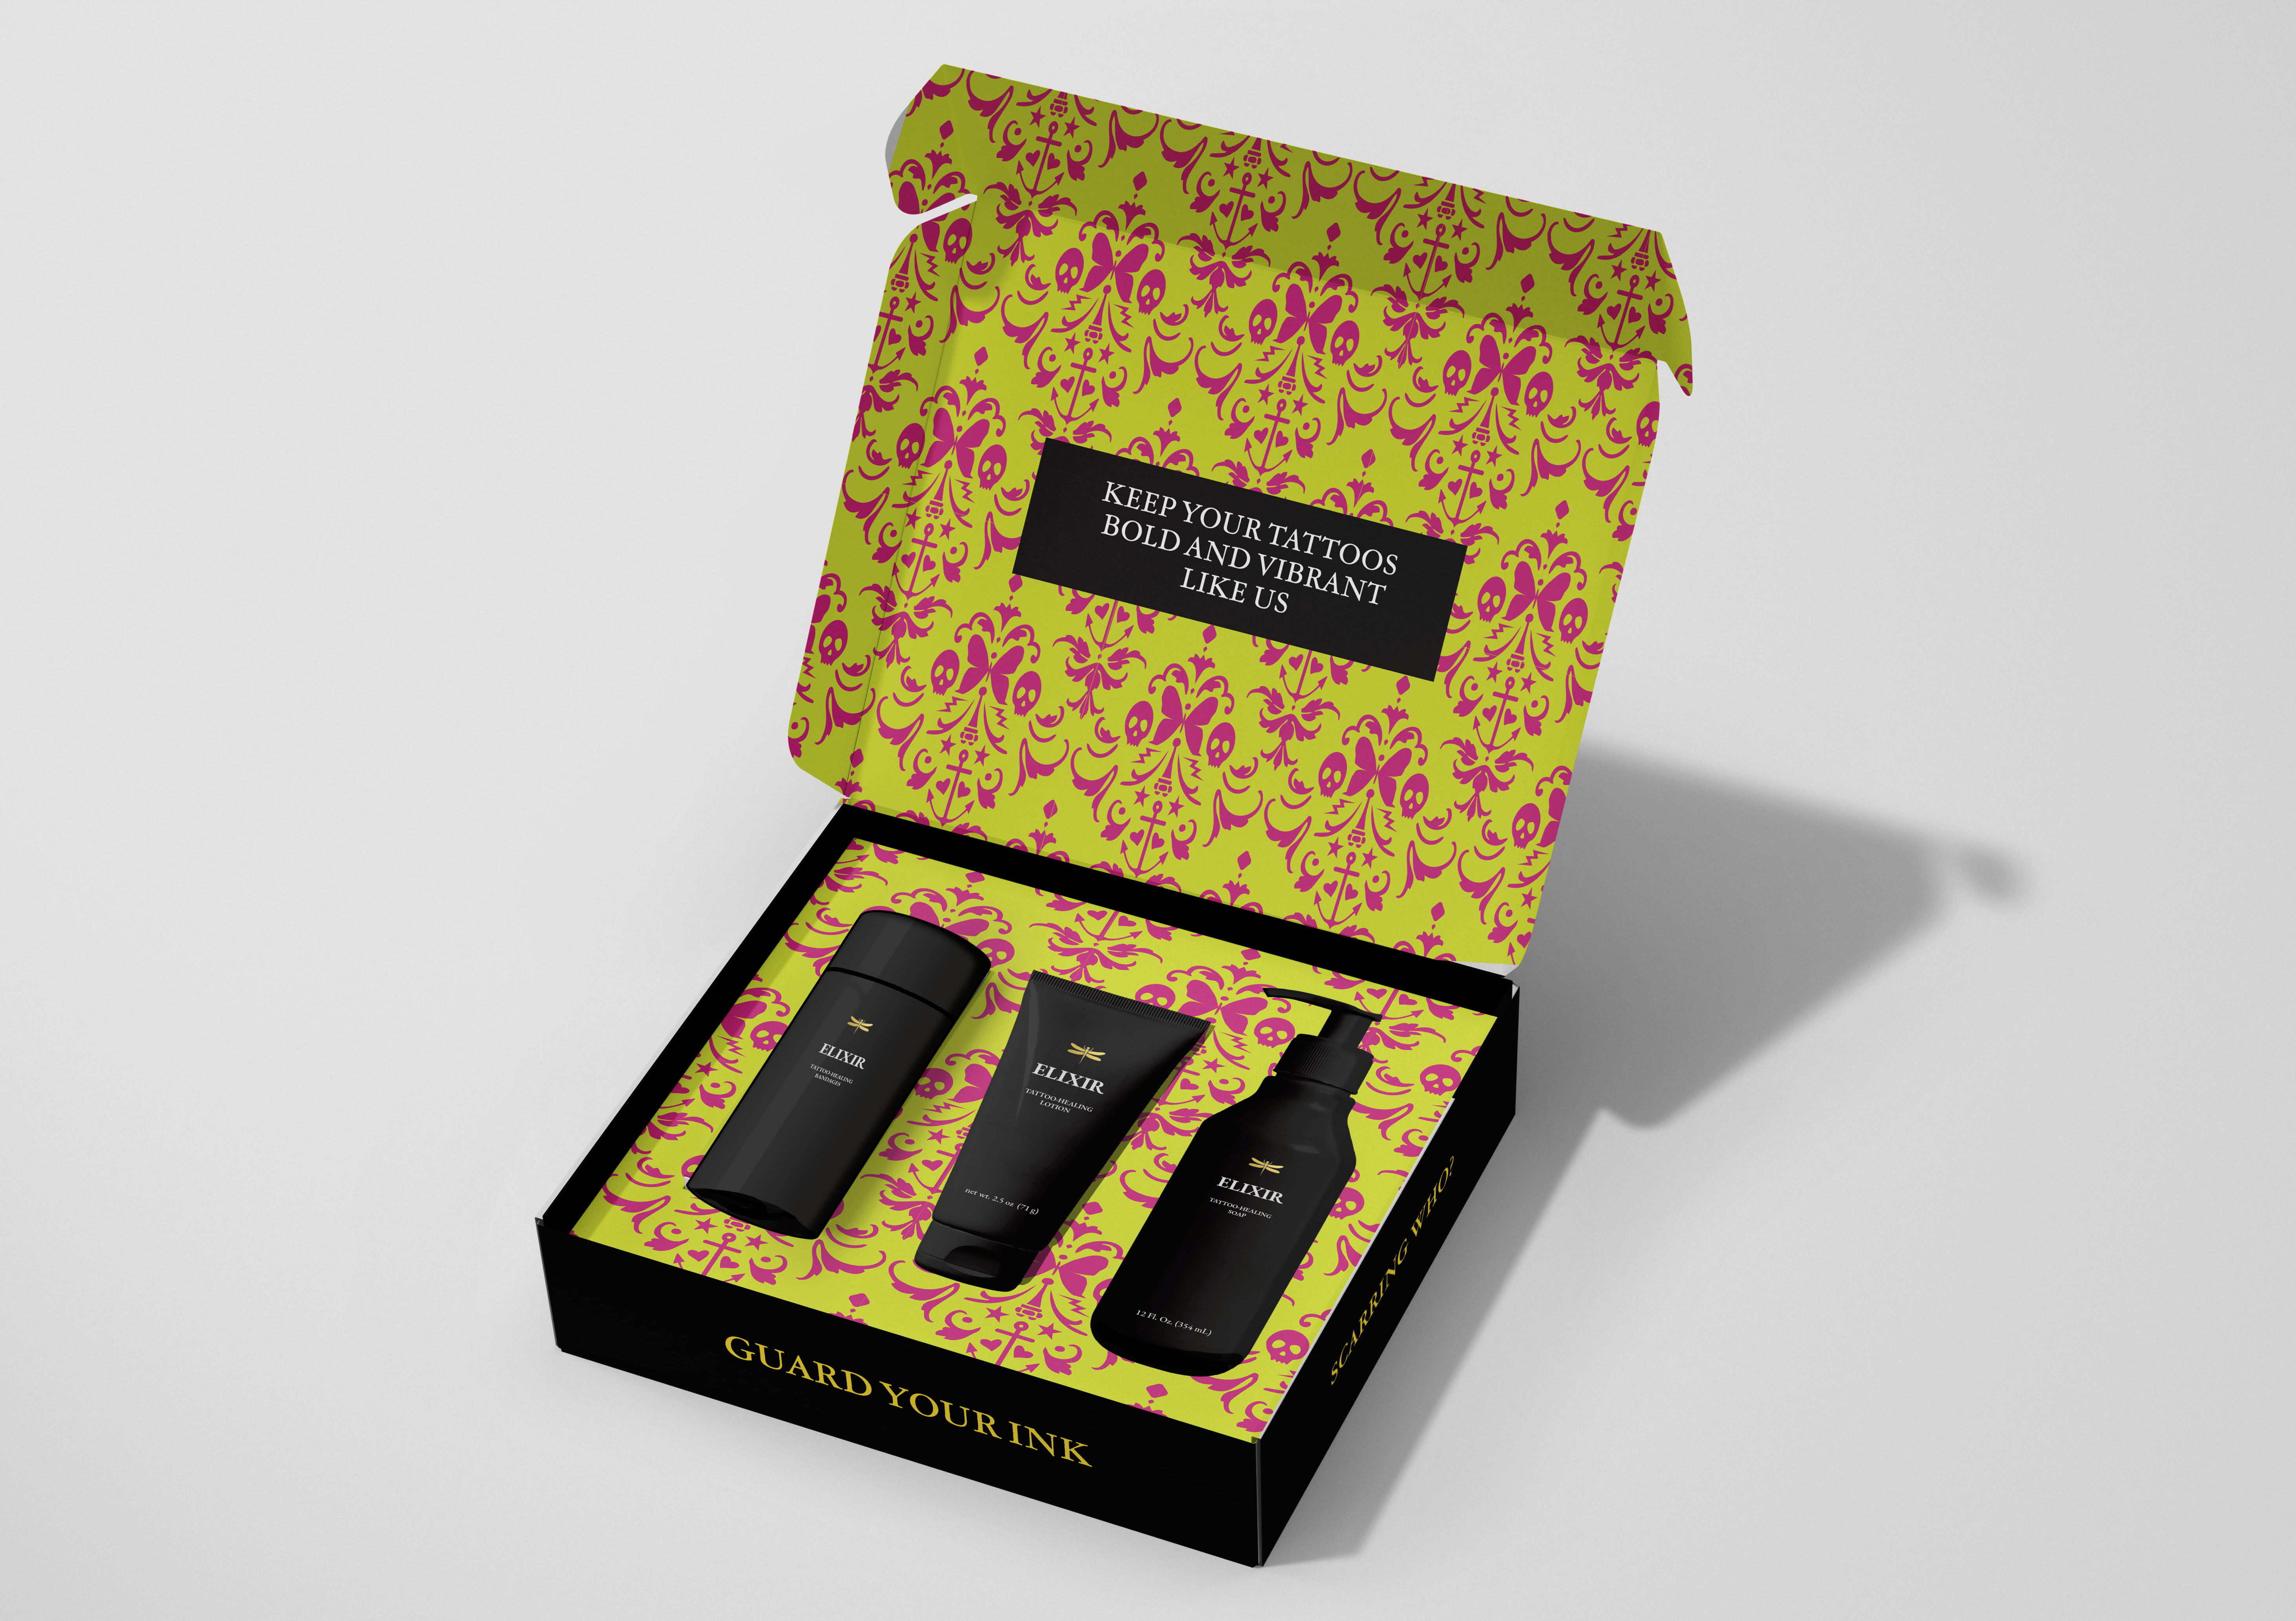 KEEP YOUR TATTOOS
BOLD AND VIBRANT
LIKE US
ELIXIR
TATTOO-HEALING
BANDAGES
ELIXIR
TATTOO-HEALING
LOTION
net wt. 2.5 oz (71 g)
ELIXIR
TATTOO-HEALING
SOAP
12 Fl. Oz. (354 mL)
GUARD YOUR INK
SCARRING WHO?